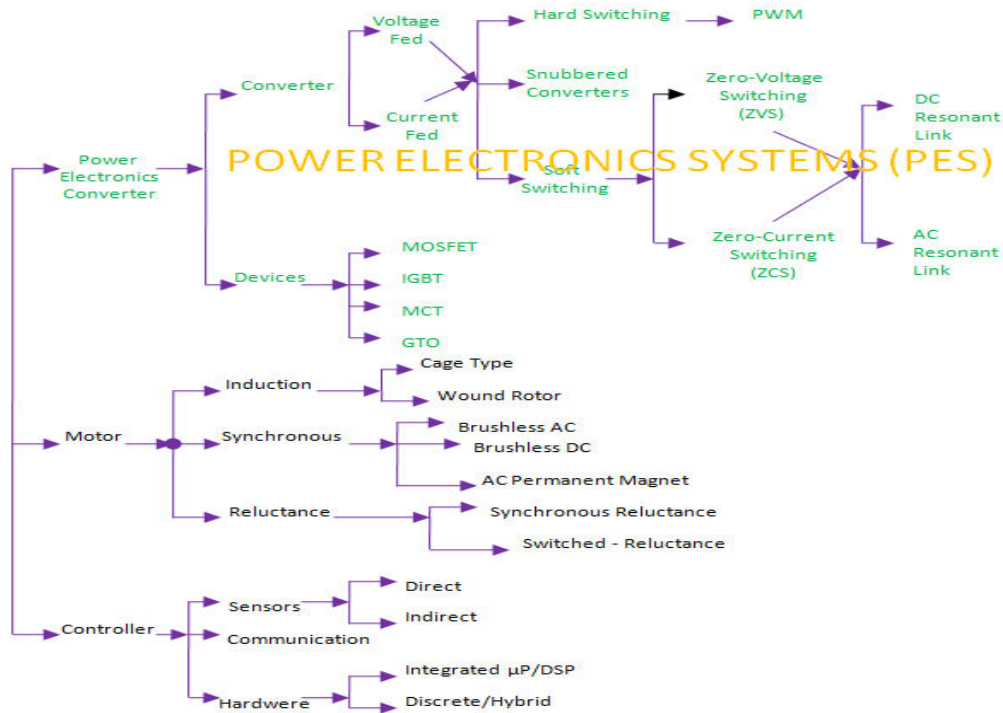 Voltage
Fed
Hard Switching
PWM
Converter
Snubbered
Converters
Zero-Voltage
Switching
(ZVS)
DC
Resonant
Link
Current
Fed
Power
Electronics
Converter
POWER ELECTRONICS SYSTEMS (PES)
Soft
Switching
Zero-Current
Switching
(ZCS)
AC
Resonant
Link
Devices
MOSFET
IGBT
MCT
GTO
Motor
Induction
Cage Type
Wound Rotor
Synchronous
Brushless AC
Brushless DC
AC Permanent Magnet
Reluctance
Synchronous Reluctance
Switched - Reluctance
Controller
Sensors
Direct
Indirect
Communication
Hardwere
Integrated µP/DSP
Discrete/Hybrid